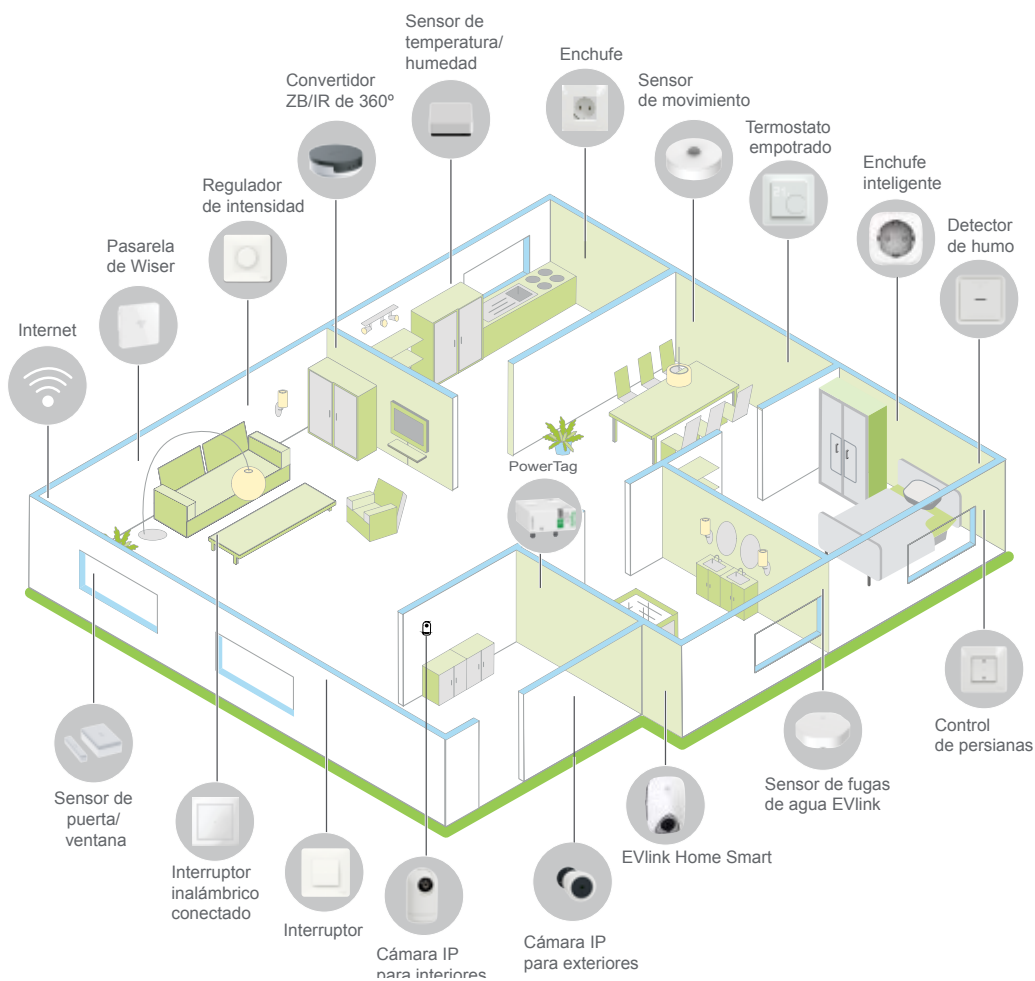 Sensor de
temperatura/
humedad
Enchufe
Convertidor
ZB/IR de 360º
Sensor
de movimiento
Termostato
empotrado
Enchufe
inteligente
Regulador
de intensidad
Detector
de humo
Pasarela
de Wiser
Internet
PowerTag
Control
de persianas
Sensor de fugas
de agua EVlink
Sensor de
puerta/
ventana
EVlink Home Smart
Interruptor
inalámbrico
conectado
Interruptor
Cámara IP
para interiores
Cámara IP
para exteriores